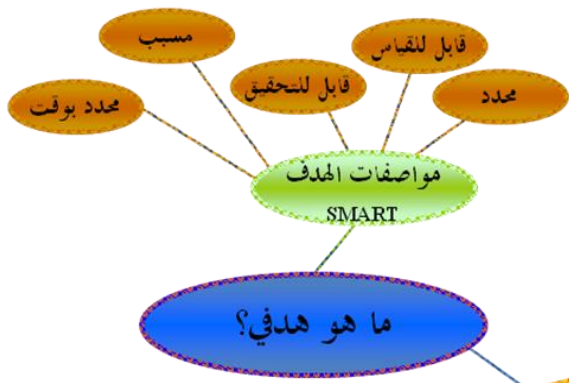 محدد
قابل للقياس
قابل للتحقيق
مسبب
محدد بوقت
مواصفات الهدف
SMART
ما هو هدفي؟